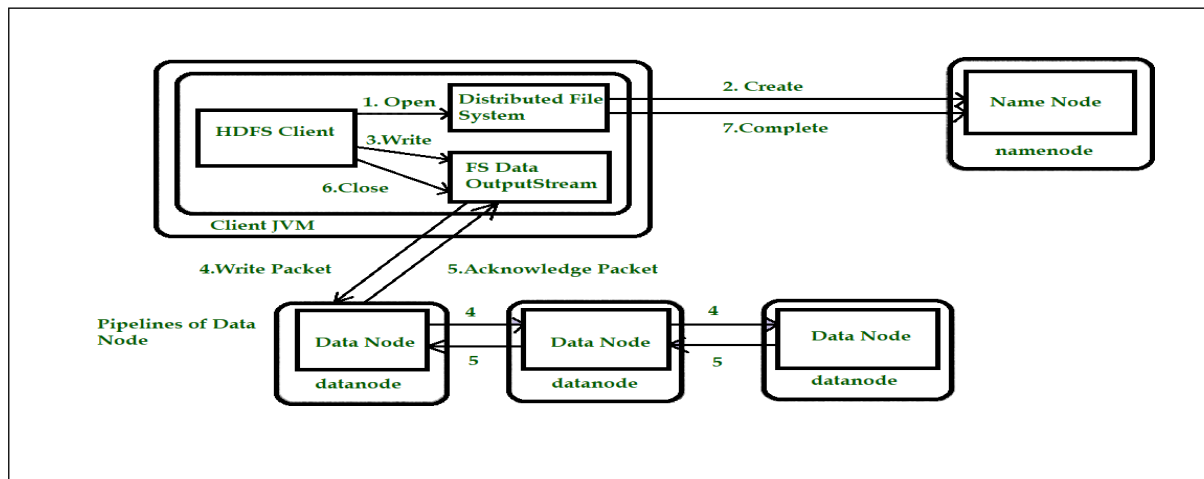 1. Open
Distributed File
System
2. Create
Name Node
HDFS Client
3.Write
7.Complete
namenode
FS Data
OutputStream
6.Close
Client JVM
4.Write Packet
5.Acknowledge Packet
Pipelines of Data
Node
4
4
Data Node
Data Node
Data Node
5
5
datanode
datanode
datanode